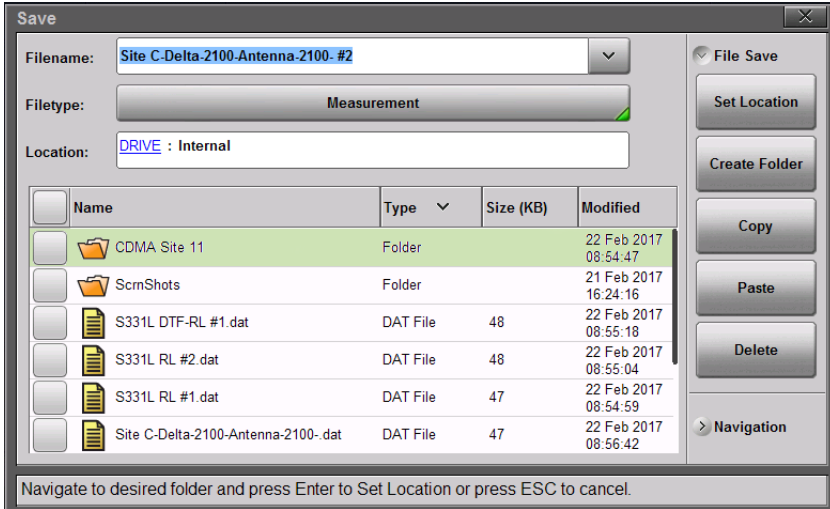 Save
Filename: Site C-Delta-2100-Antenna-2100- #2
Filetype: Measurement
Location: DRIVE : Internal
Name Type Size (KB) Modified
CDMA Site 11 Folder 22 Feb 2017 08:54:47
ScrnShots Folder 21 Feb 2017 16:24:16
S331L DTF-RL #1.dat DAT File 48 22 Feb 2017 08:55:18
S331L RL #2.dat DAT File 48 22 Feb 2017 08:55:04
S331L RL #1.dat DAT File 47 22 Feb 2017 08:54:59
Site C-Delta-2100-Antenna-2100-.dat DAT File 47 22 Feb 2017 08:56:42
File Save
Set Location
Create Folder
Copy
Paste
Delete
Navigation
Navigate to desired folder and press Enter to Set Location or press ESC to cancel.